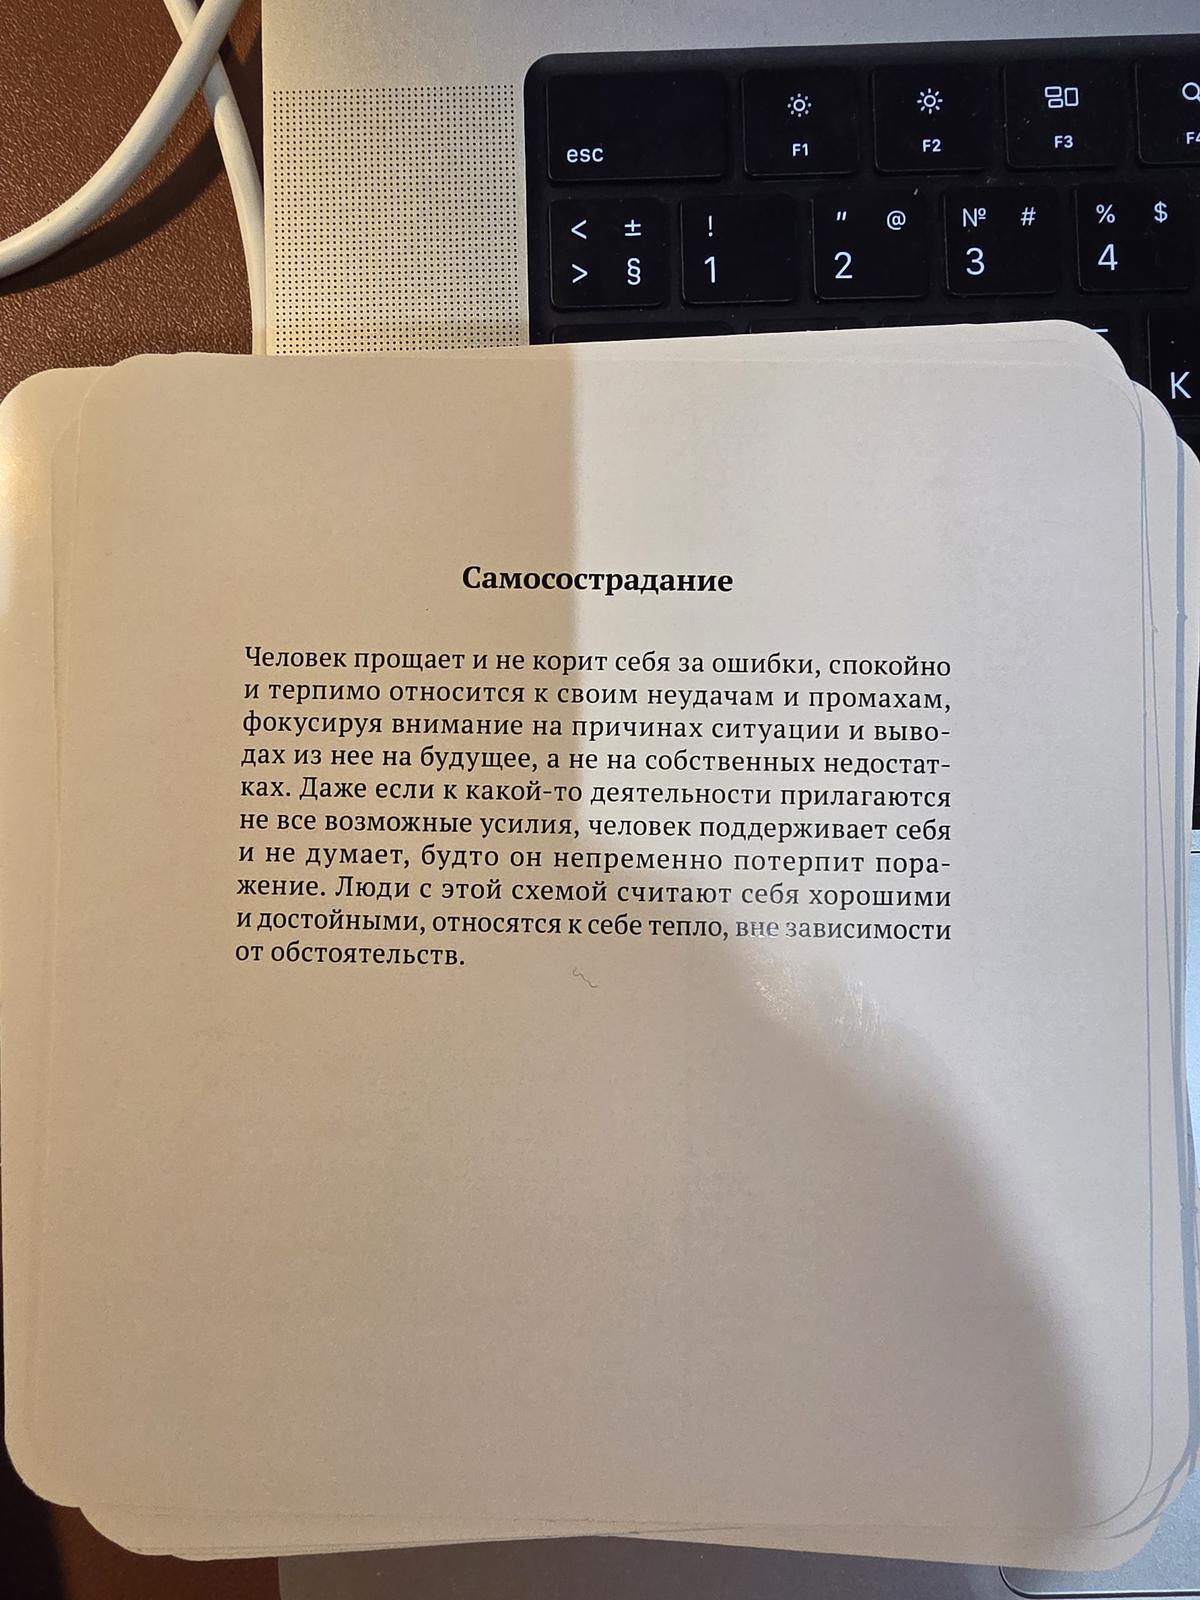 esc
F1
F2
F3
F4
< ±
> §
!
1
" @
2
№ #
3
% $
4
K
Самосострадание
Человек прощает и не корит себя за ошибки, спокойно
и терпимо относится к своим неудачам и промахам,
фокусируя внимание на причинах ситуации и выво-
дах из нее на будущее, а не на собственных недостат-
ках. Даже если к какой-то деятельности прилагаются
не все возможные усилия, человек поддерживает себя
и не думает, будто он непременно потерпит пора-
жение. Люди с этой схемой считают себя хорошими
и достойными, относятся к себе тепло, вне зависимости
от обстоятельств.